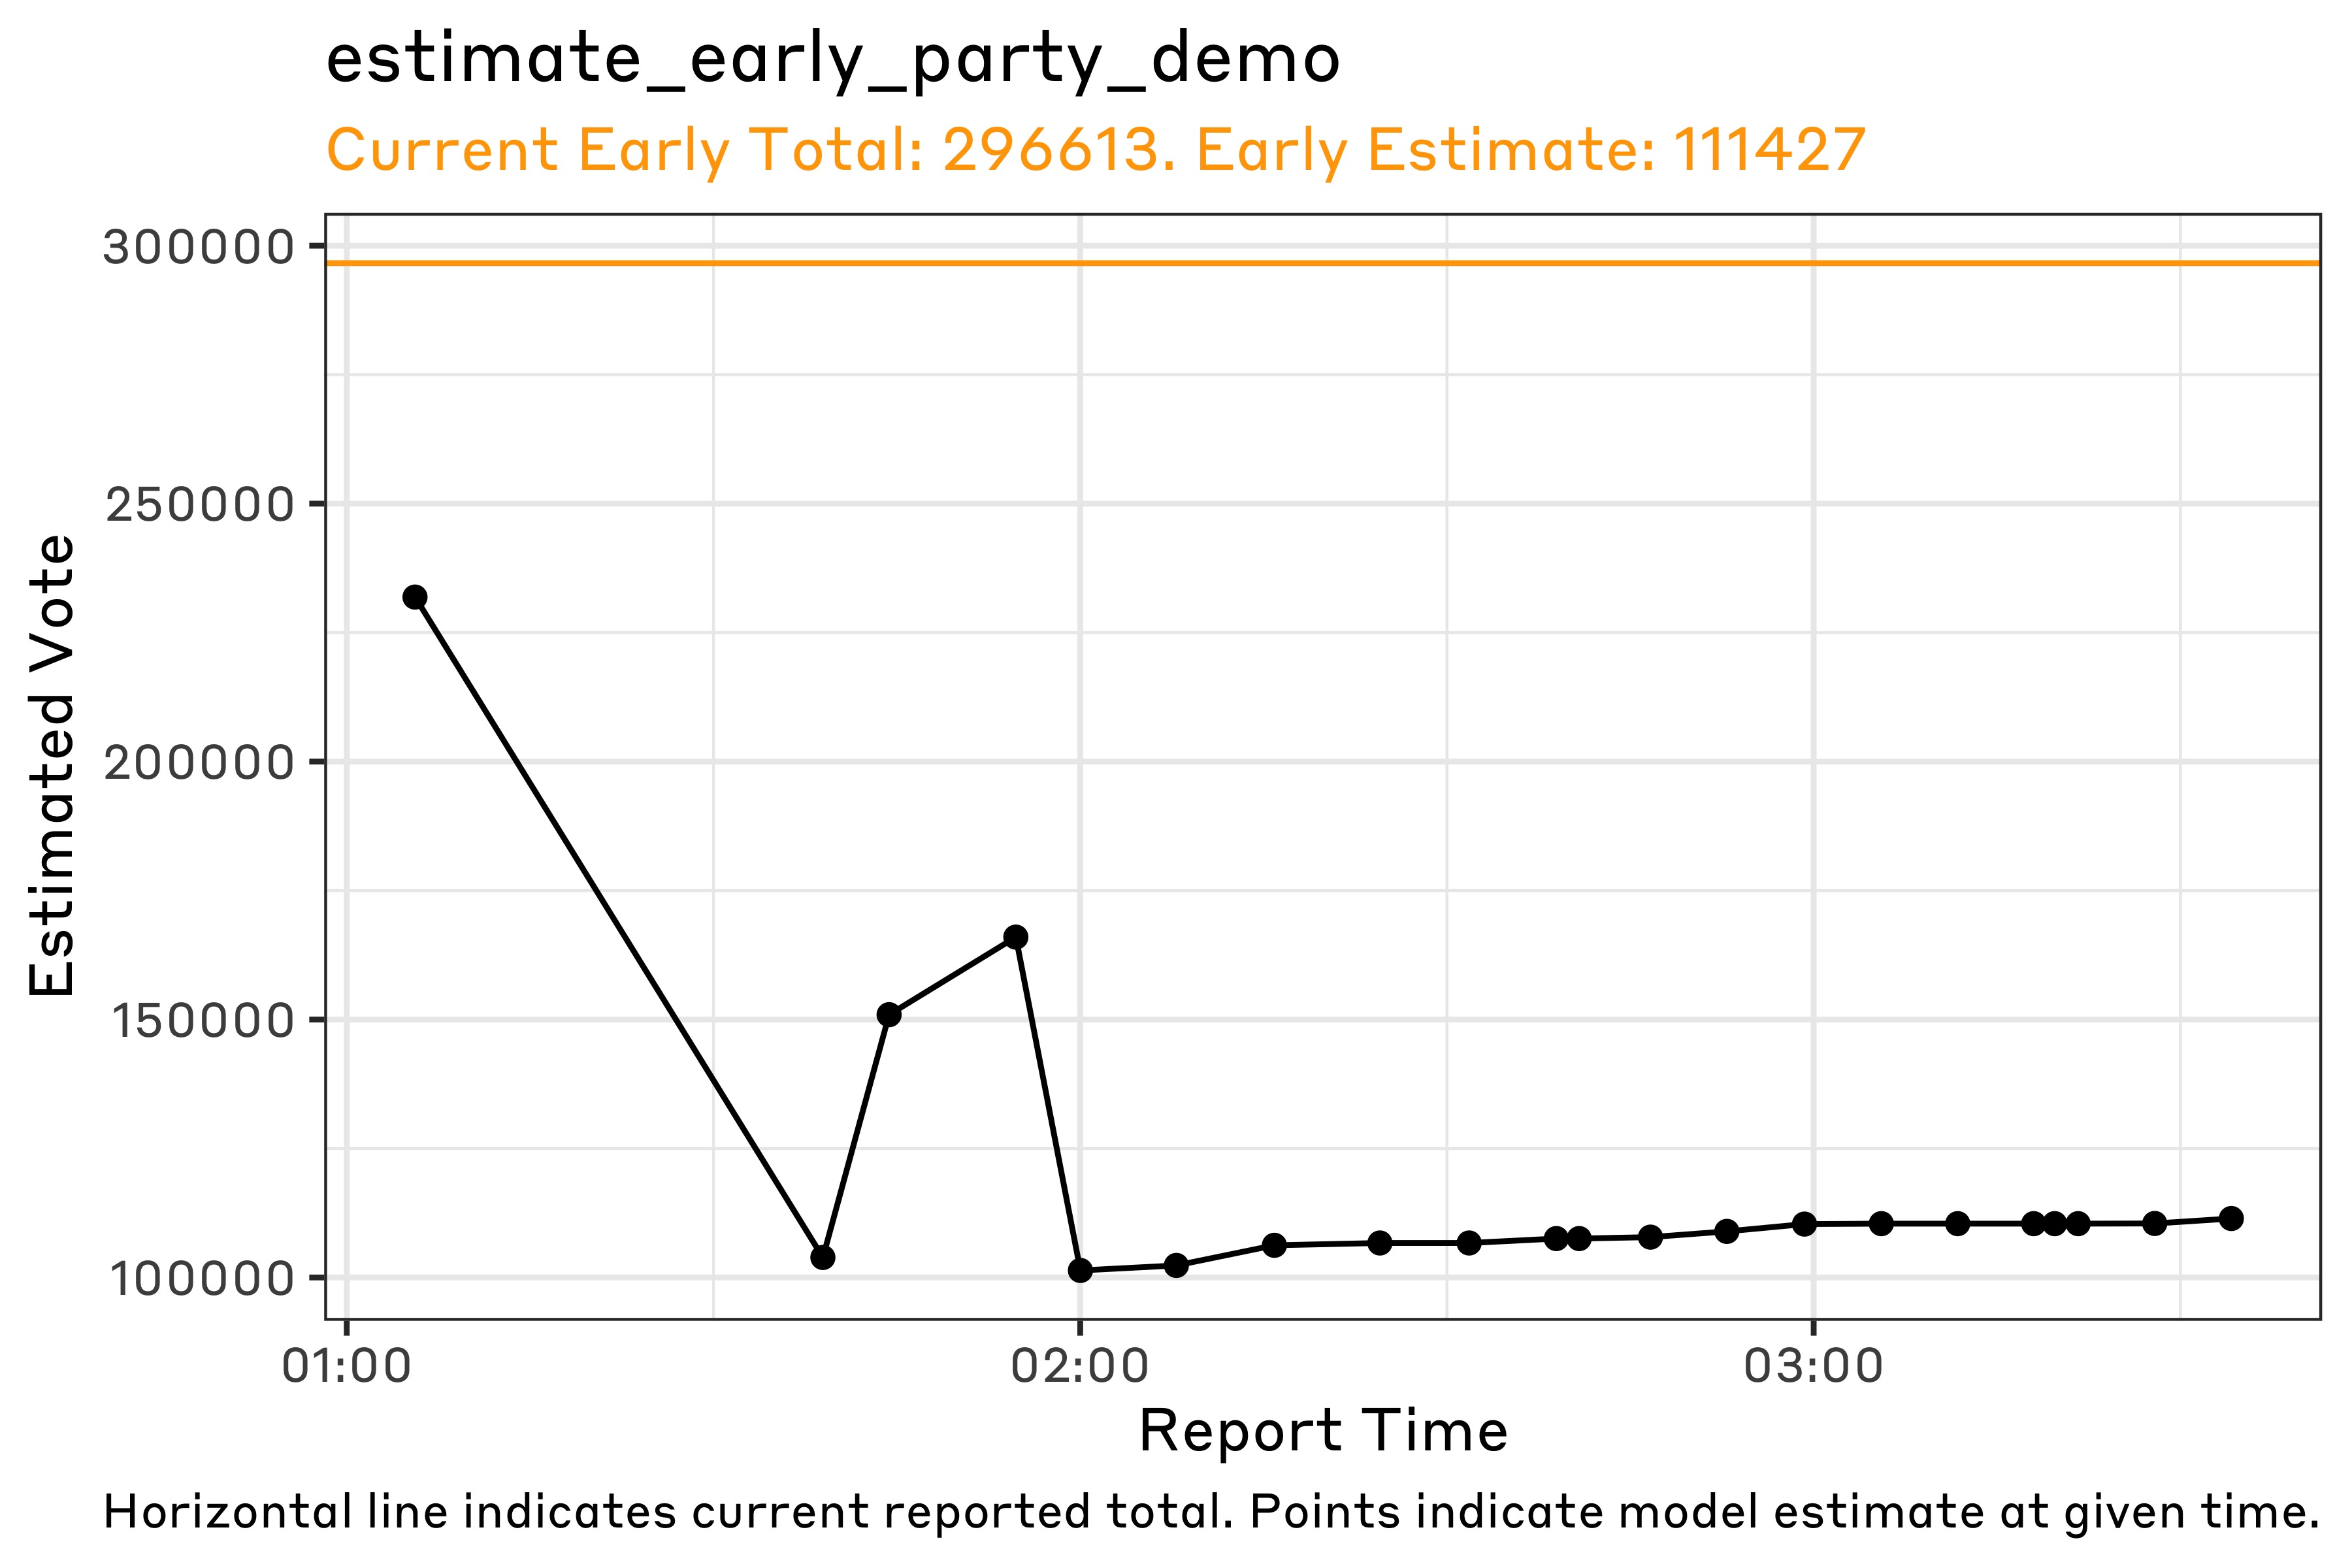 estimate_early_party_demo
Current Early Total: 296613. Early Estimate: 111427
300000
250000
200000
150000
100000
Estimated Vote
01:00 02:00 03:00
Report Time
Horizontal line indicates current reported total. Points indicate model estimate at given time.